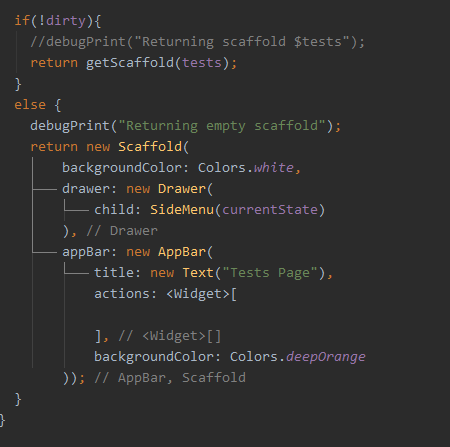 if(!dirty){
//debugPrint("Returning scaffold $tests");
return getScaffold(tests);
}
else {
debugPrint("Returning empty scaffold");
return new Scaffold(
backgroundColor: Colors.white,
drawer: new Drawer(
child: SideMenu(currentState)
), // Drawer
appBar: new AppBar(
title: new Text("Tests Page"),
actions: <Widget>[
], // <Widget>[]
backgroundColor: Colors.deepOrange
)); // AppBar, Scaffold
}
}